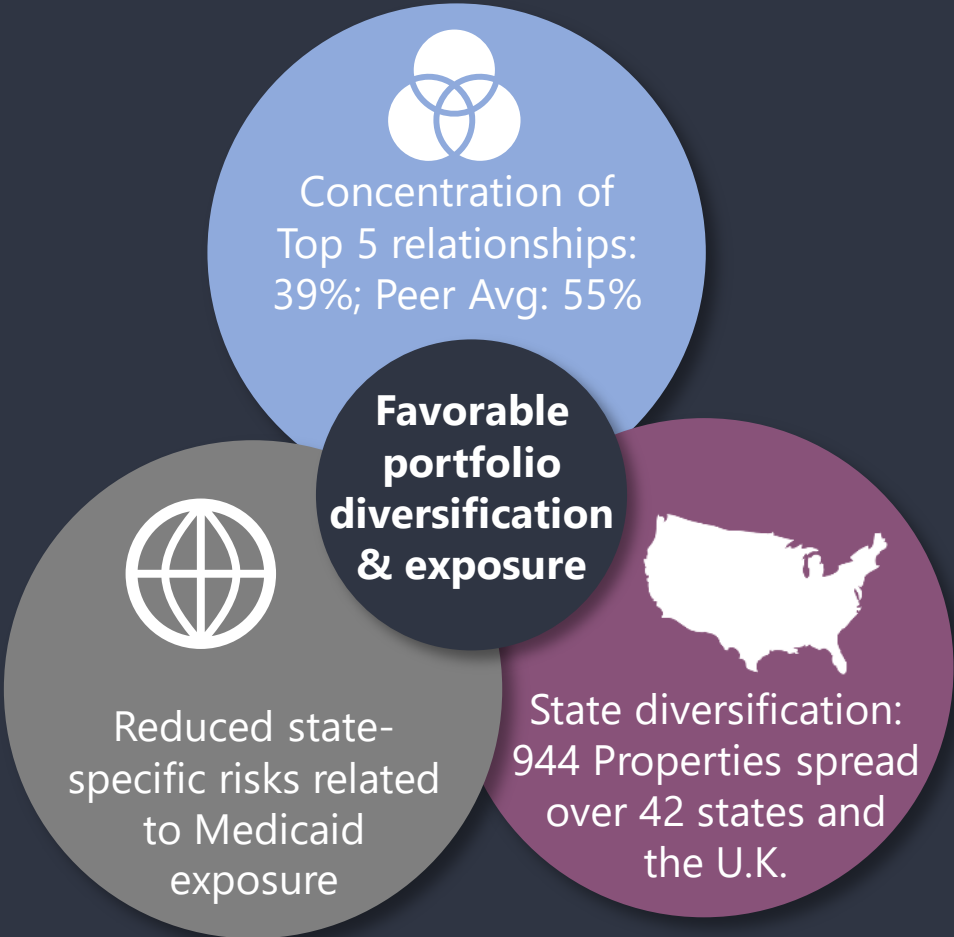 Concentration of
Top 5 relationships:
39%; Peer Avg: 55%
Favorable
portfolio
diversification
& exposure
Reduced state-
specific risks related
to Medicaid
exposure
State diversification:
944 Properties spread
over 42 states and
the U.K.